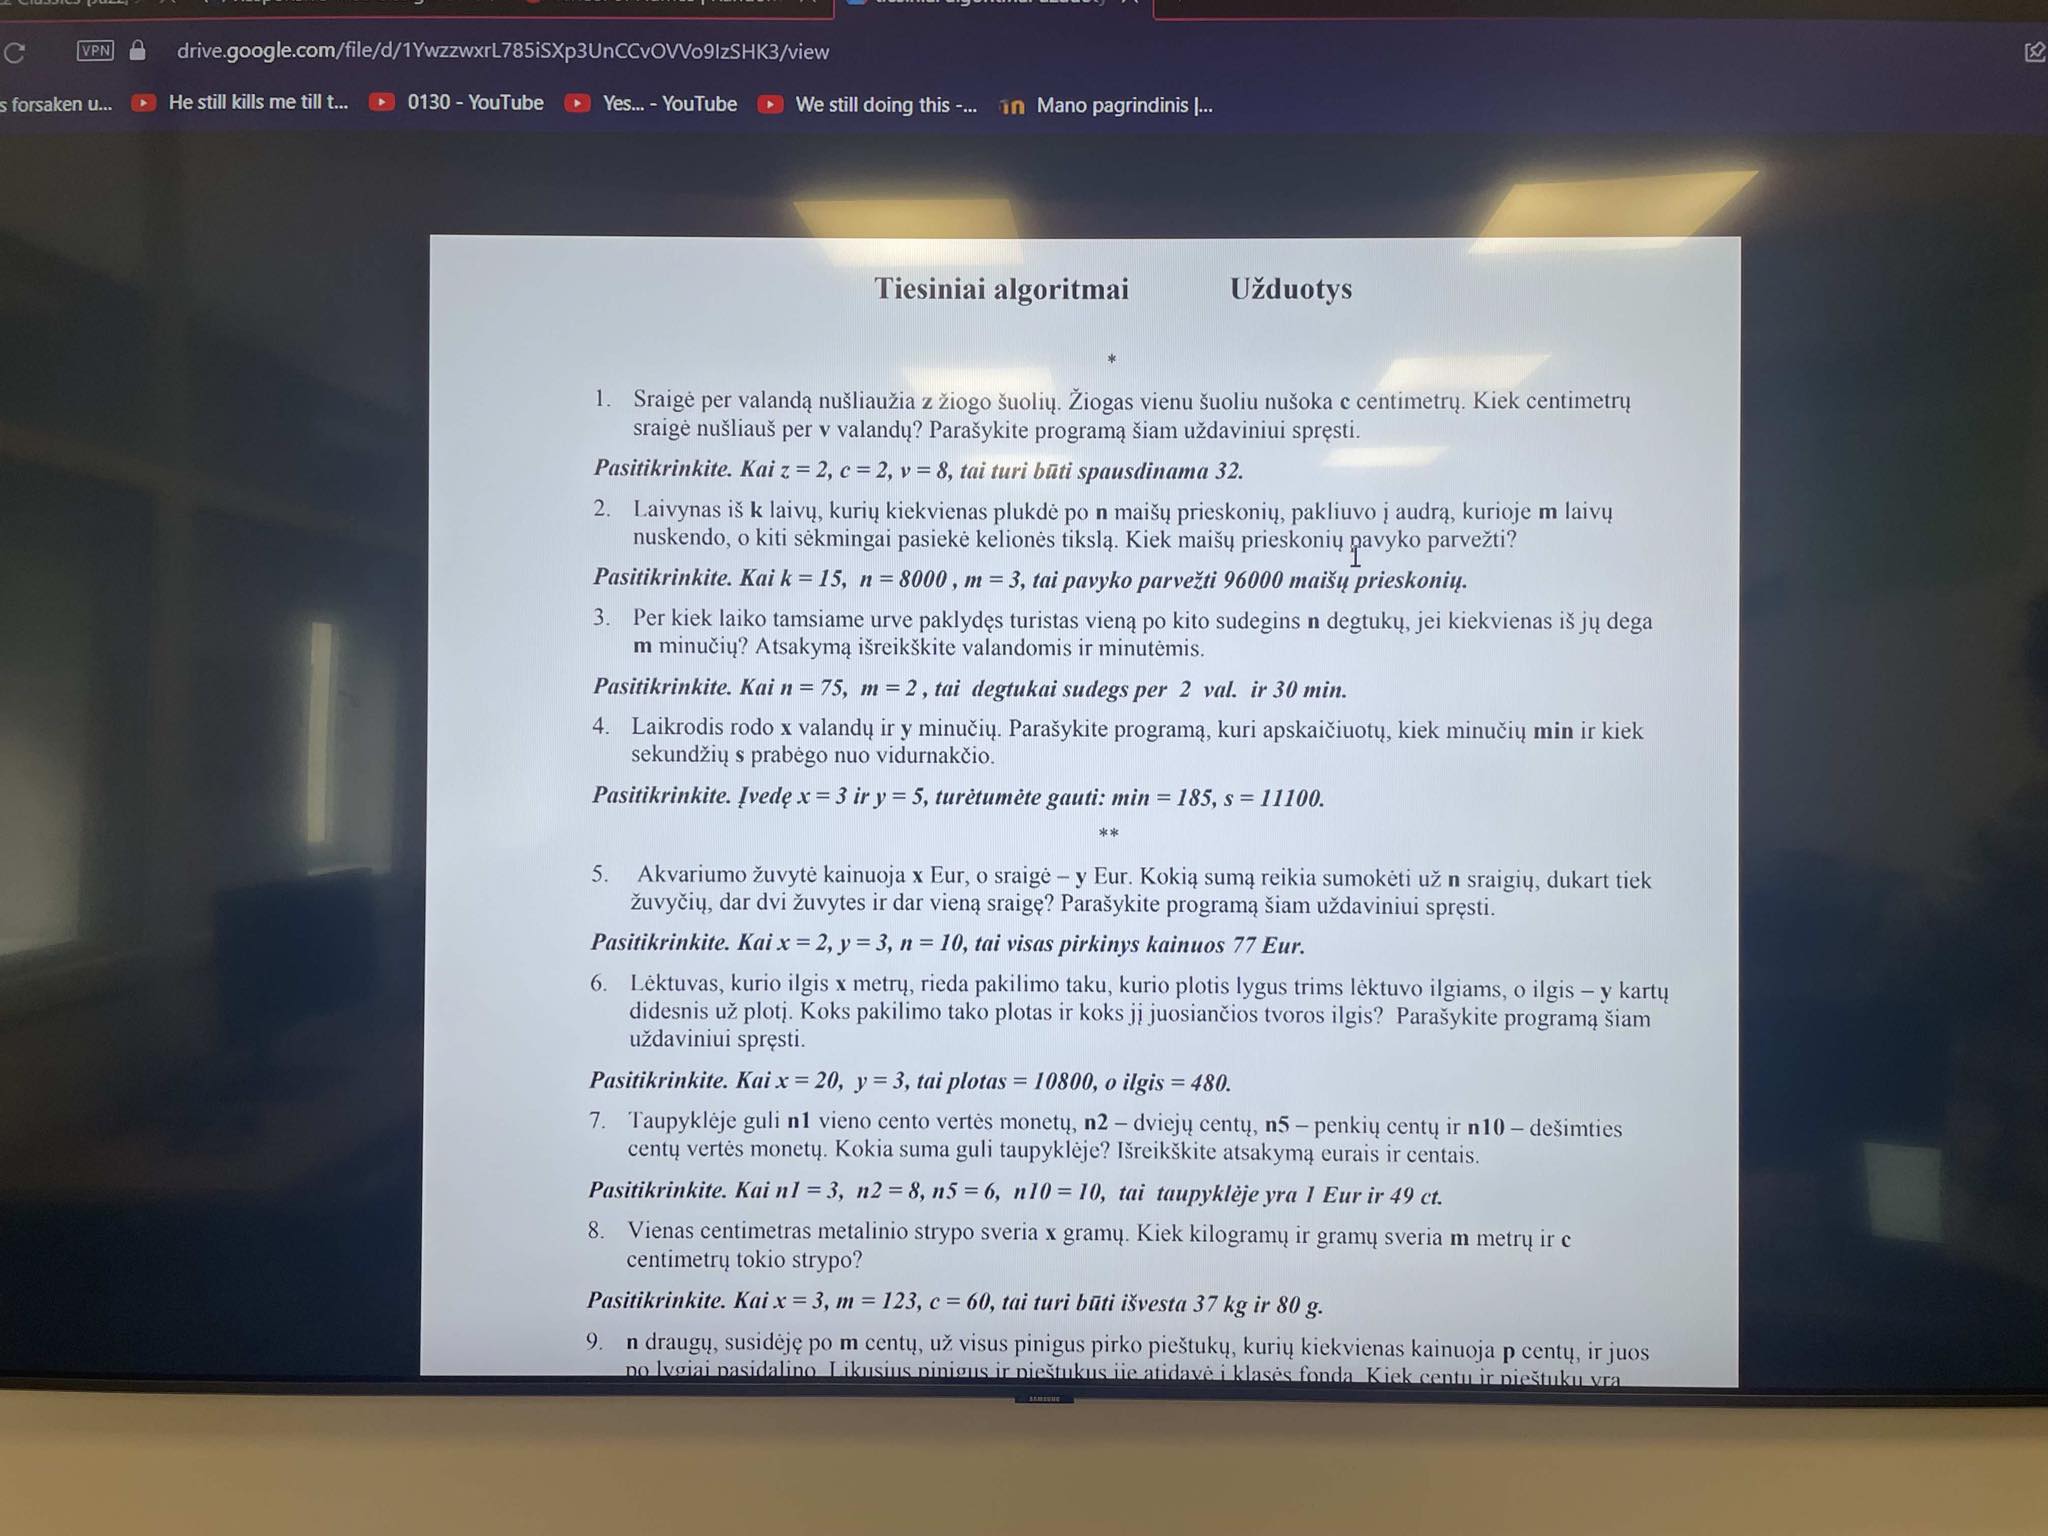 VPN drive.google.com/file/d/1YwzzwxrL785iSXp3UnCCvOVVo9IzSHK3/view
s forsaken u... He still kills me till t... 0130 - YouTube Yes... - YouTube We still doing this -... Mano pagrindinis |...
Tiesiniai algoritmai Užduotys
*
1. Sraigė per valandą nušliaužia z žiogo šuolių. Žiogas vienu šuoliu nušoka c centimetrų. Kiek centimetrų
sraigė nušliauš per v valandų? Parašykite programą šiam uždaviniui spręsti.
Pasitikrinkite. Kai z = 2, c = 2, v = 8, tai turi būti spausdinama 32.
2. Laivynas iš k laivų, kurių kiekvienas plukdė po n maišų prieskonių, pakliuvo į audrą, kurioje m laivų
nuskendo, o kiti sėkmingai pasiekė kelionės tikslą. Kiek maišų prieskonių pavyko parvežti?
Pasitikrinkite. Kai k = 15, n = 8000 , m = 3, tai pavyko parvežti 96000 maišų prieskonių.
3. Per kiek laiko tamsiame urve paklydęs turistas vieną po kito sudegins n degtukų, jei kiekvienas iš jų dega
m minučių? Atsakymą išreikškite valandomis ir minutėmis.
Pasitikrinkite. Kai n = 75, m = 2 , tai degtukai sudegs per 2 val. ir 30 min.
4. Laikrodis rodo x valandų ir y minučių. Parašykite programą, kuri apskaičiuotų, kiek minučių min ir kiek
sekundžių s prabėgo nuo vidurnakčio.
Pasitikrinkite. Įvedę x = 3 ir y = 5, turėtumėte gauti: min = 185, s = 11100.
**
5. Akvariumo žuvytė kainuoja x Eur, o sraigė – y Eur. Kokią sumą reikia sumokėti už n sraigių, dukart tiek
žuvyčių, dar dvi žuvytes ir dar vieną sraigę? Parašykite programą šiam uždaviniui spręsti.
Pasitikrinkite. Kai x = 2, y = 3, n = 10, tai visas pirkinys kainuos 77 Eur.
6. Lėktuvas, kurio ilgis x metrų, rieda pakilimo taku, kurio plotis lygus trims lėktuvo ilgiams, o ilgis – y kartų
didesnis už plotį. Koks pakilimo tako plotas ir koks jį juosiančios tvoros ilgis? Parašykite programą šiam
uždaviniui spręsti.
Pasitikrinkite. Kai x = 20, y = 3, tai plotas = 10800, o ilgis = 480.
7. Taupyklėje guli n1 vieno cento vertės monetų, n2 – dviejų centų, n5 – penkių centų ir n10 – dešimties
centų vertės monetų. Kokia suma guli taupyklėje? Išreikškite atsakymą eurais ir centais.
Pasitikrinkite. Kai n1 = 3, n2 = 8, n5 = 6, n10 = 10, tai taupyklėje yra 1 Eur ir 49 ct.
8. Vienas centimetras metalinio strypo sveria x gramų. Kiek kilogramų ir gramų sveria m metrų ir c
centimetrų tokio strypo?
Pasitikrinkite. Kai x = 3, m = 123, c = 60, tai turi būti išvesta 37 kg ir 80 g.
9. n draugų, susidėję po m centų, už visus pinigus pirko pieštukų, kurių kiekvienas kainuoja p centų, ir juos
po lygiai pasidalino. Likusius pinigus ir pieštukus jie atidavė į klasės fondą. Kiek centų ir pieštukų yra
SAMSUNG